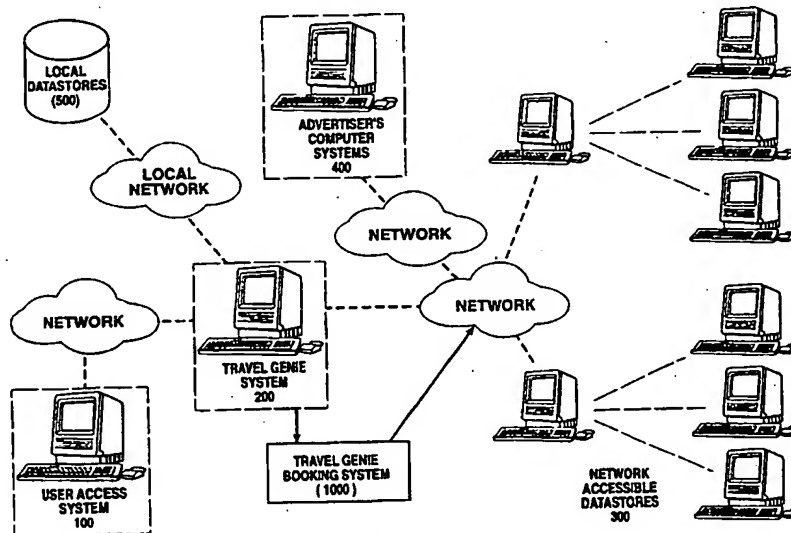 LOCAL
DATASTORES
(500)
ADVERTISER'S
COMPUTER
SYSTEMS
400
LOCAL
NETWORK
NETWORK
NETWORK
NETWORK
TRAVEL GENIE
SYSTEM
200
USER ACCESS
SYSTEM
100
TRAVEL GENIE
BOOKING SYSTEM
(1000)
NETWORK
ACCESSIBLE
DATASTORES
300